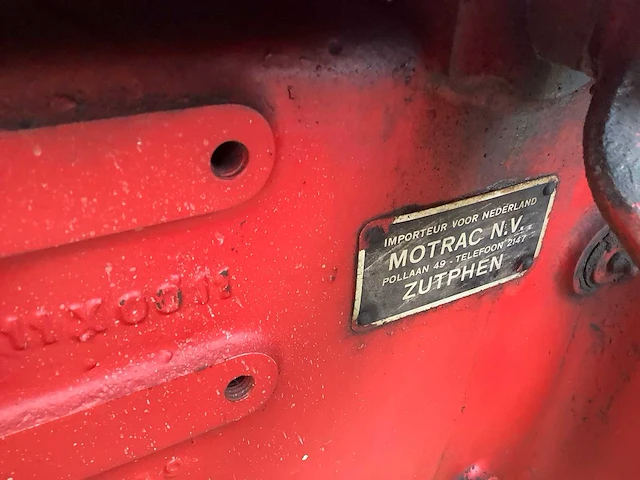 IMPORTEUR VOOR NEDERLAND
MOTRAC N.V.
POLLAAN 49 - TELEFOON 2147
ZUTPHEN